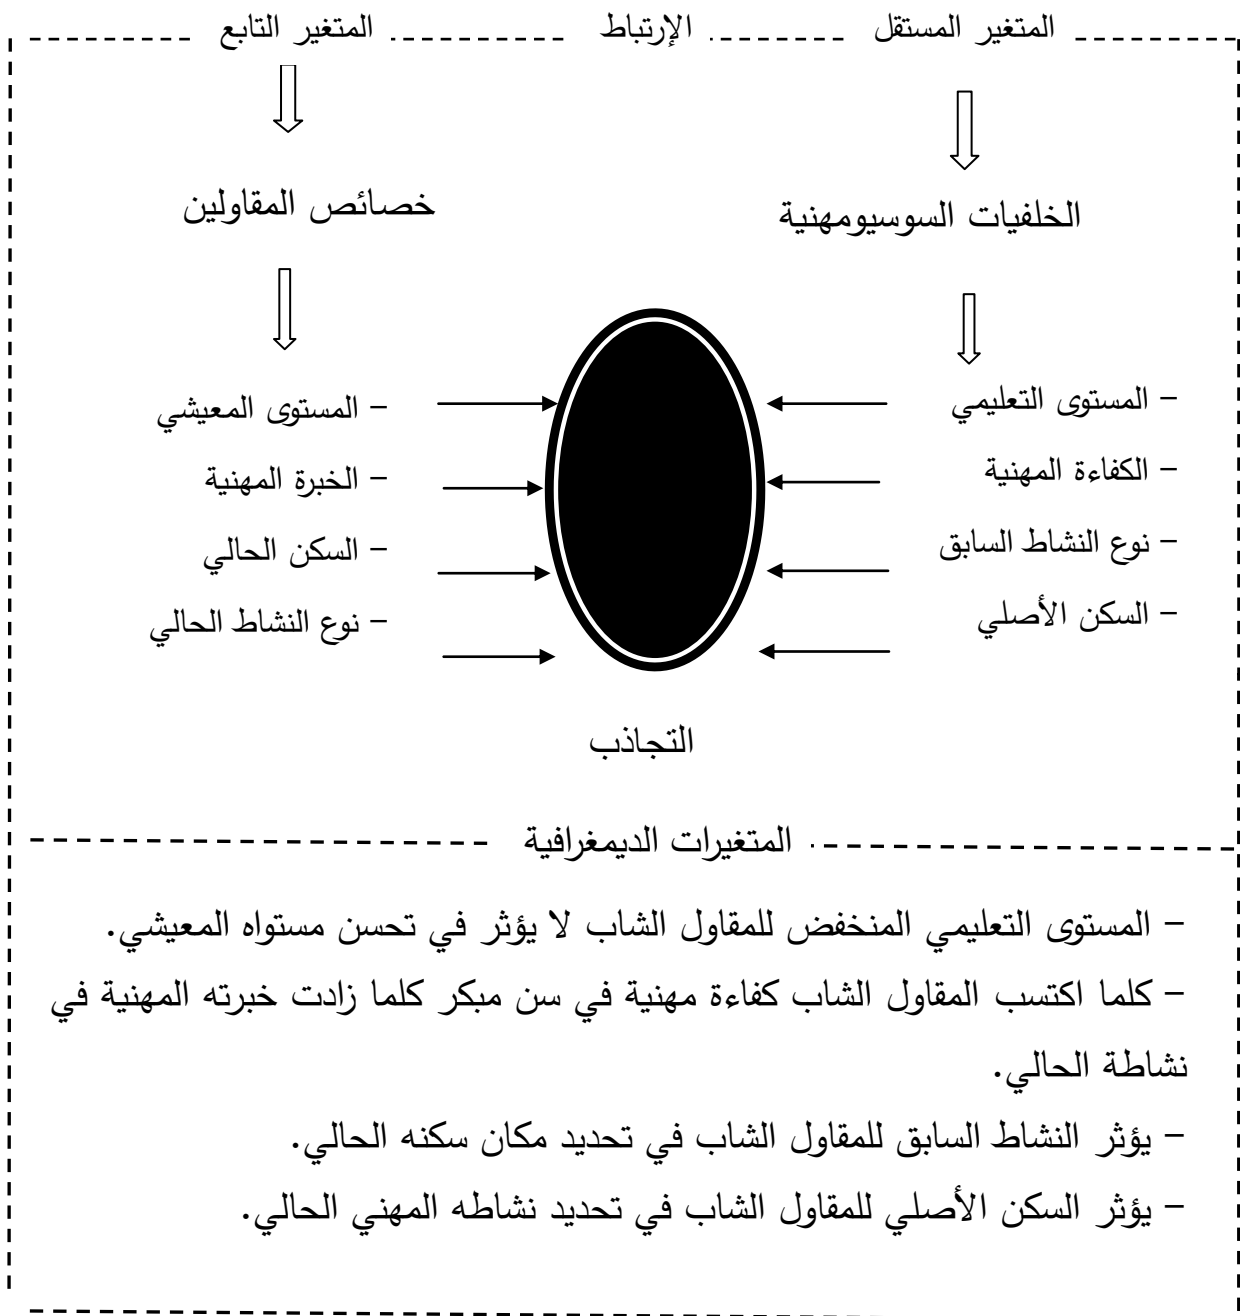 المتغير المستقل
الإرتباط
المتغير التابع
الخلفيات السوسيومهنية
خصائص المقاولين
– المستوى التعليمي
– الكفاءة المهنية
– نوع النشاط السابق
– السكن الأصلي
– المستوى المعيشي
– الخبرة المهنية
– السكن الحالي
– نوع النشاط الحالي
التجاذب
المتغيرات الديمغرافية
– المستوى التعليمي المنخفض للمقاول الشاب لا يؤثر في تحسن مستواه المعيشي.
– كلما اكتسب المقاول الشاب كفاءة مهنية في سن مبكر كلما زادت خبرته المهنية في
نشاطة الحالي.
– يؤثر النشاط السابق للمقاول الشاب في تحديد مكان سكنه الحالي.
– يؤثر السكن الأصلي للمقاول الشاب في تحديد نشاطه المهني الحالي.